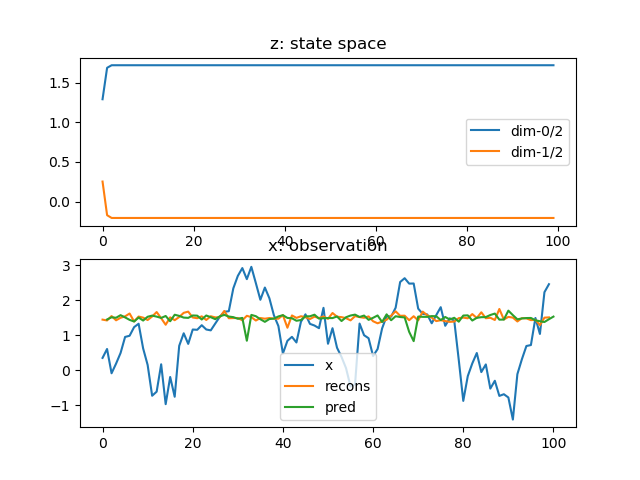 z: state space
1.5
1.0
0.5
0.0
dim-0/2
dim-1/2
0 20 40 60 80 100
x: observation
3
2
1
0
−1
x
recons
pred
0 20 40 60 80 100